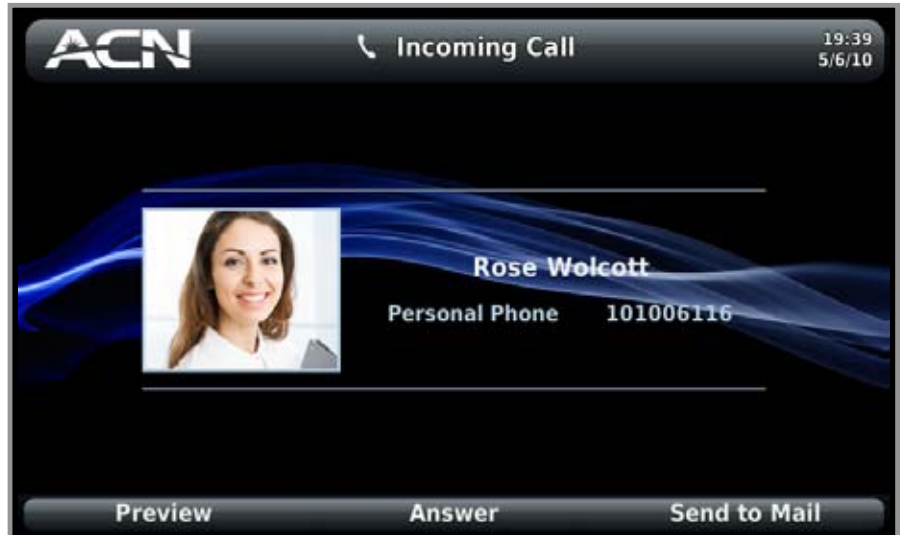 ACN
Incoming Call
19:39
5/6/10
Rose Wolcott
Personal Phone 101006116
Preview Answer Send to Mail